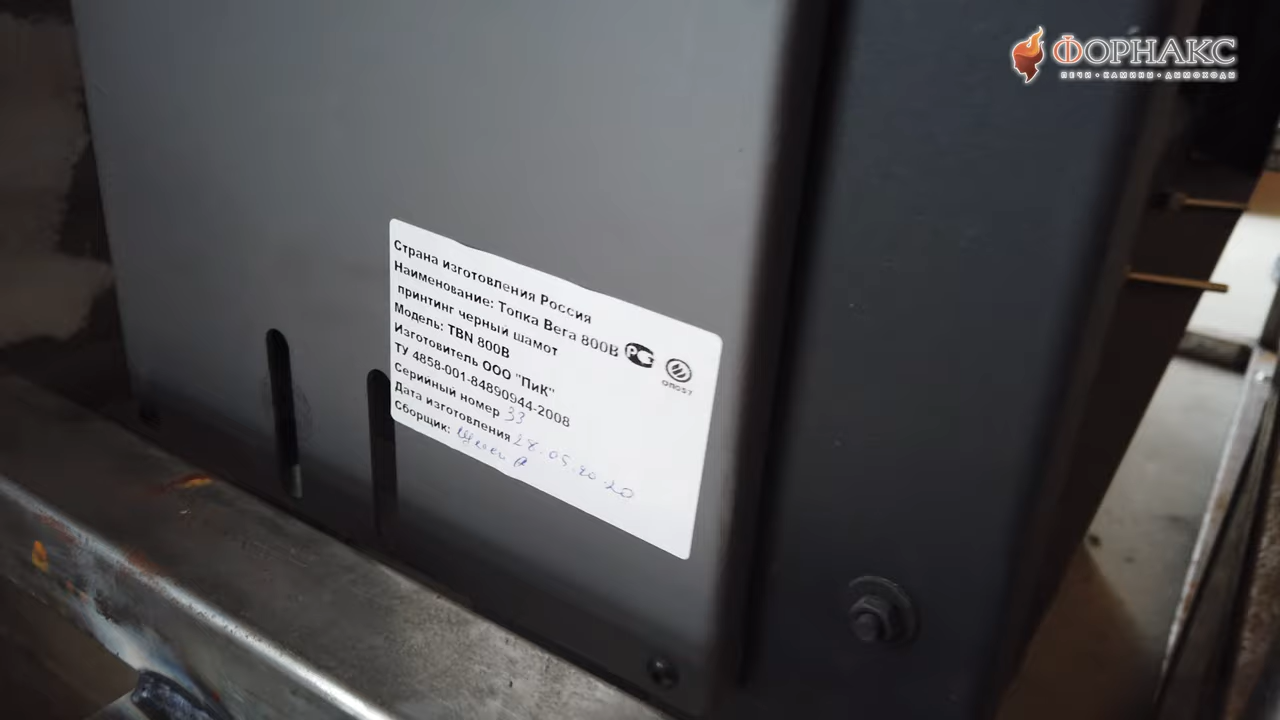 ФОРНАКС
ПЕЧИ • КАМИНЫ • ДЫМОХОДЫ
Страна изготовления Россия
Наименование: Топка Вега 800В
принтинг черный шамот
Модель: TBN 800B
Изготовитель ООО "ПиК"
ТУ 4858-001-84890944-2008
Серийный номер 33
Дата изготовления 28.05.2020
Сборщик:
РС